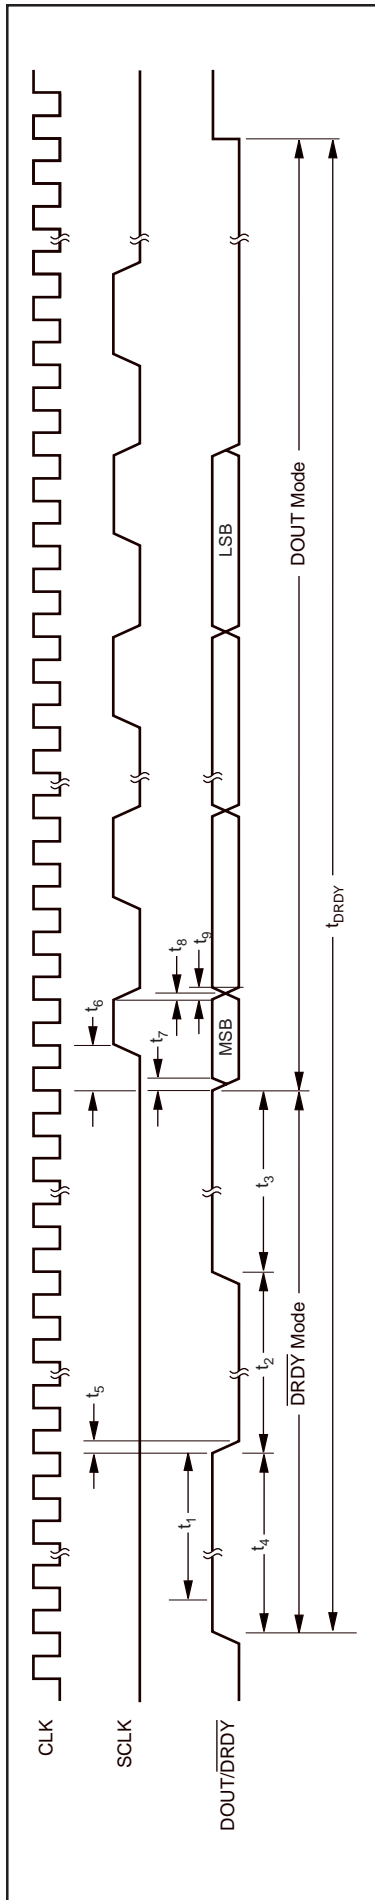 CLK
SCLK
DOUT/DRDY
t1
t4
t5
t2
t3
t6
t7
t8
t9
MSB
LSB
DRDY Mode
DOUT Mode
tDRDY